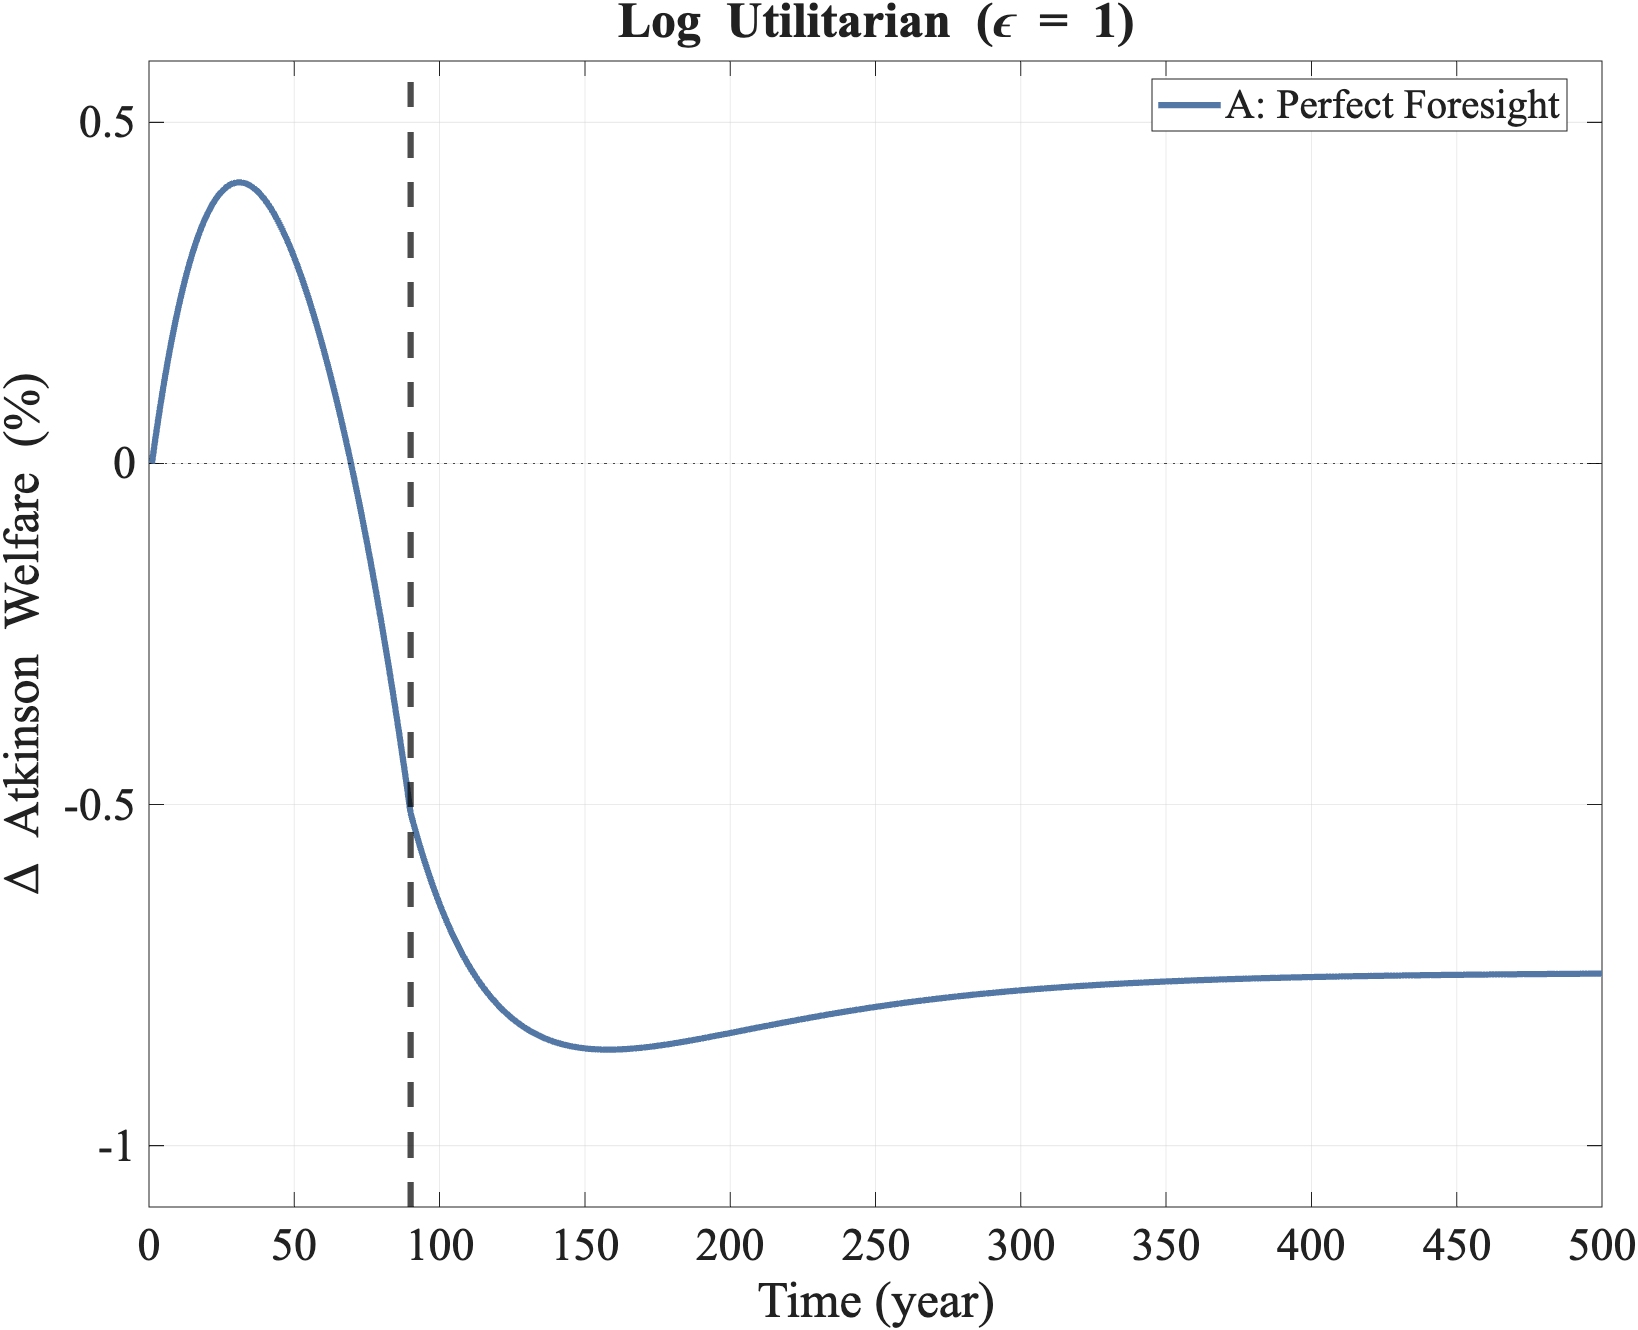 Log Utilitarian (ϵ = 1)
A: Perfect Foresight
Δ Atkinson Welfare (%)
0.5
0
-0.5
-1
0 50 100 150 200 250 300 350 400 450 500
Time (year)